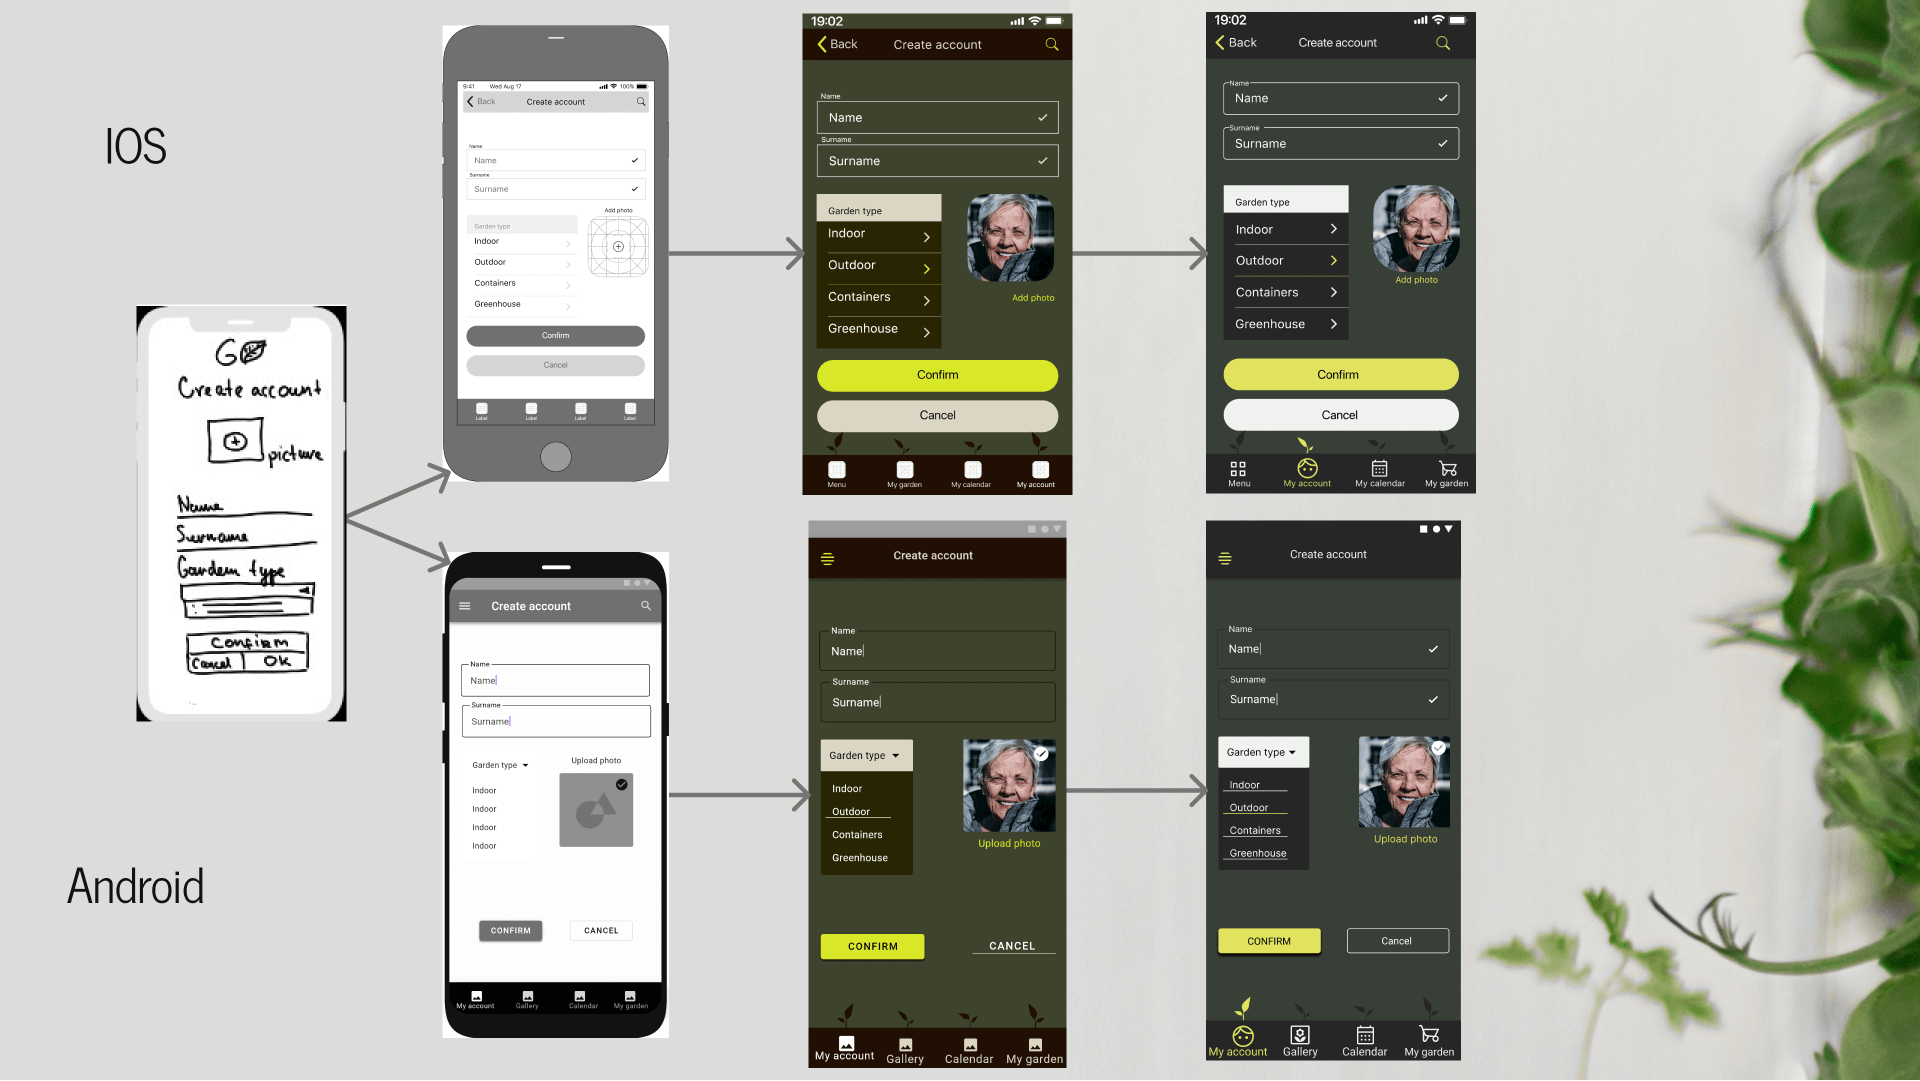 IOS
Android
GO
Create account
picture
Name
Surname
Garden type
Confirm
Cancel OK
9:41 Wed Aug 17 100%
Back Create account
Name
Name
Surname
Surname
Add photo
Garden type
Indoor
Outdoor
Containers
Greenhouse
Confirm
Cancel
Label Label Label Label
19:02
Back Create account
Name
Name
Surname
Surname
Garden type
Indoor
Outdoor
Containers
Greenhouse
Add photo
Confirm
Cancel
Menu My garden My calendar My account
19:02
Back Create account
Name
Name
Surname
Surname
Garden type
Indoor
Outdoor
Containers
Greenhouse
Add photo
Confirm
Cancel
Menu My account My calendar My garden
Create account
Name
Name
Surname
Surname
Garden type
Upload photo
Indoor
Indoor
Indoor
Indoor
CONFIRM CANCEL
My account Gallery Calendar My garden
Create account
Name
Name
Surname
Surname
Garden type
Indoor
Outdoor
Containers
Greenhouse
Upload photo
CONFIRM CANCEL
My account Gallery Calendar My garden
Create account
Name
Name
Surname
Surname
Garden type
Indoor
Outdoor
Containers
Greenhouse
Upload photo
CONFIRM Cancel
My account Gallery Calendar My garden